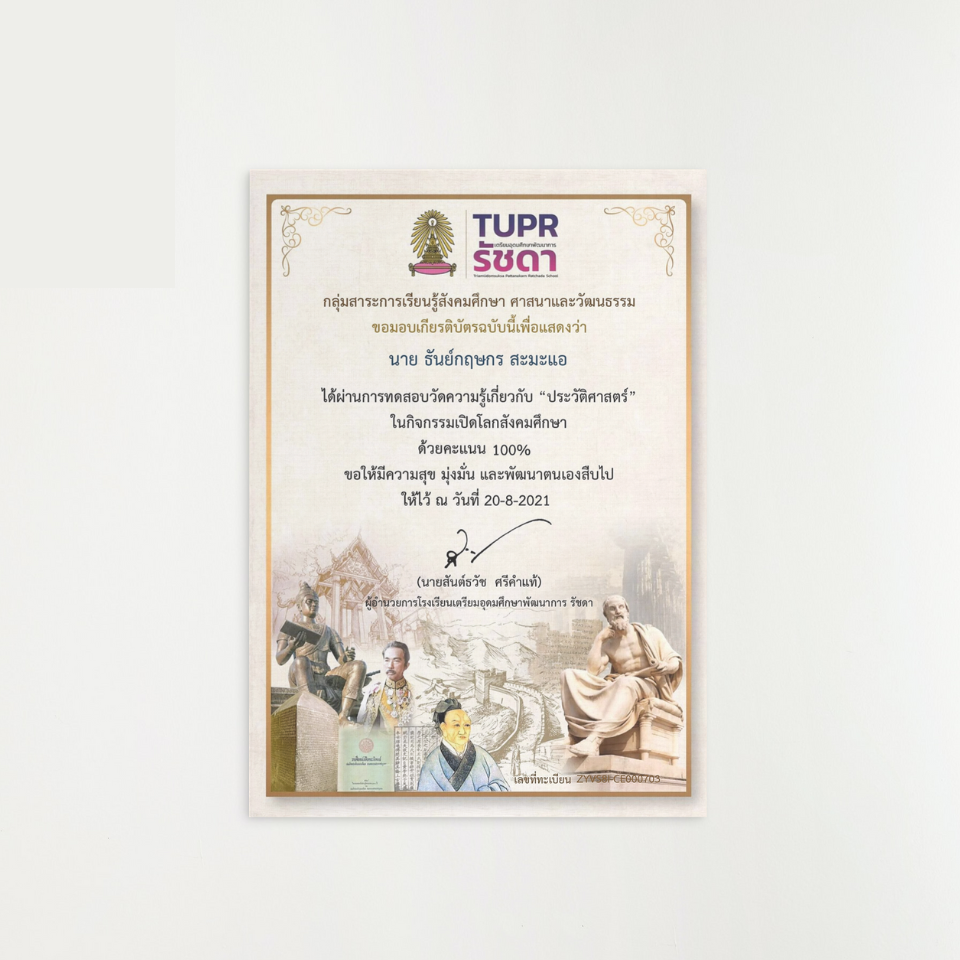 TUPR
เตรียมอุดมศึกษาพัฒนาการ
รัชดา
Triamudomsuksa Pattanakarn Ratchada School
กลุ่มสาระการเรียนรู้สังคมศึกษา ศาสนาและวัฒนธรรม
ขอมอบเกียรติบัตรฉบับนี้เพื่อแสดงว่า
นาย ธันย์กฤษกร สะมะแอ
ได้ผ่านการทดสอบวัดความรู้เกี่ยวกับ “ประวัติศาสตร์”
ในกิจกรรมเปิดโลกสังคมศึกษา
ด้วยคะแนน 100%
ขอให้มีความสุข มุ่งมั่น และพัฒนาตนเองสืบไป
ให้ไว้ ณ วันที่ 20-8-2021
(นายสันต์ธวัช ศรีคำแท้)
ผู้อำนวยการโรงเรียนเตรียมอุดมศึกษาพัฒนาการ รัชดา
เลขที่ทะเบียน